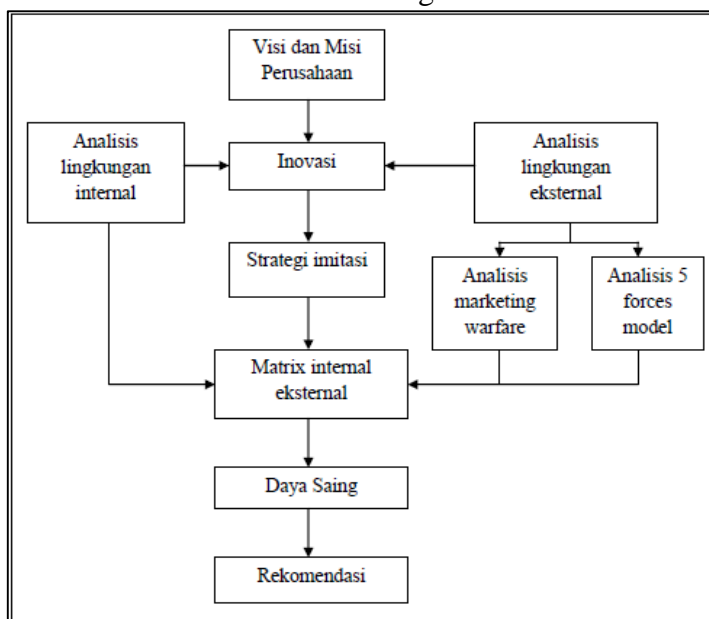 Visi dan Misi
Perusahaan
Analisis
lingkungan
internal
Inovasi
Analisis
lingkungan
eksternal
Strategi imitasi
Analisis
marketing
warfare
Analisis 5
forces
model
Matrix internal
eksternal
Daya Saing
Rekomendasi